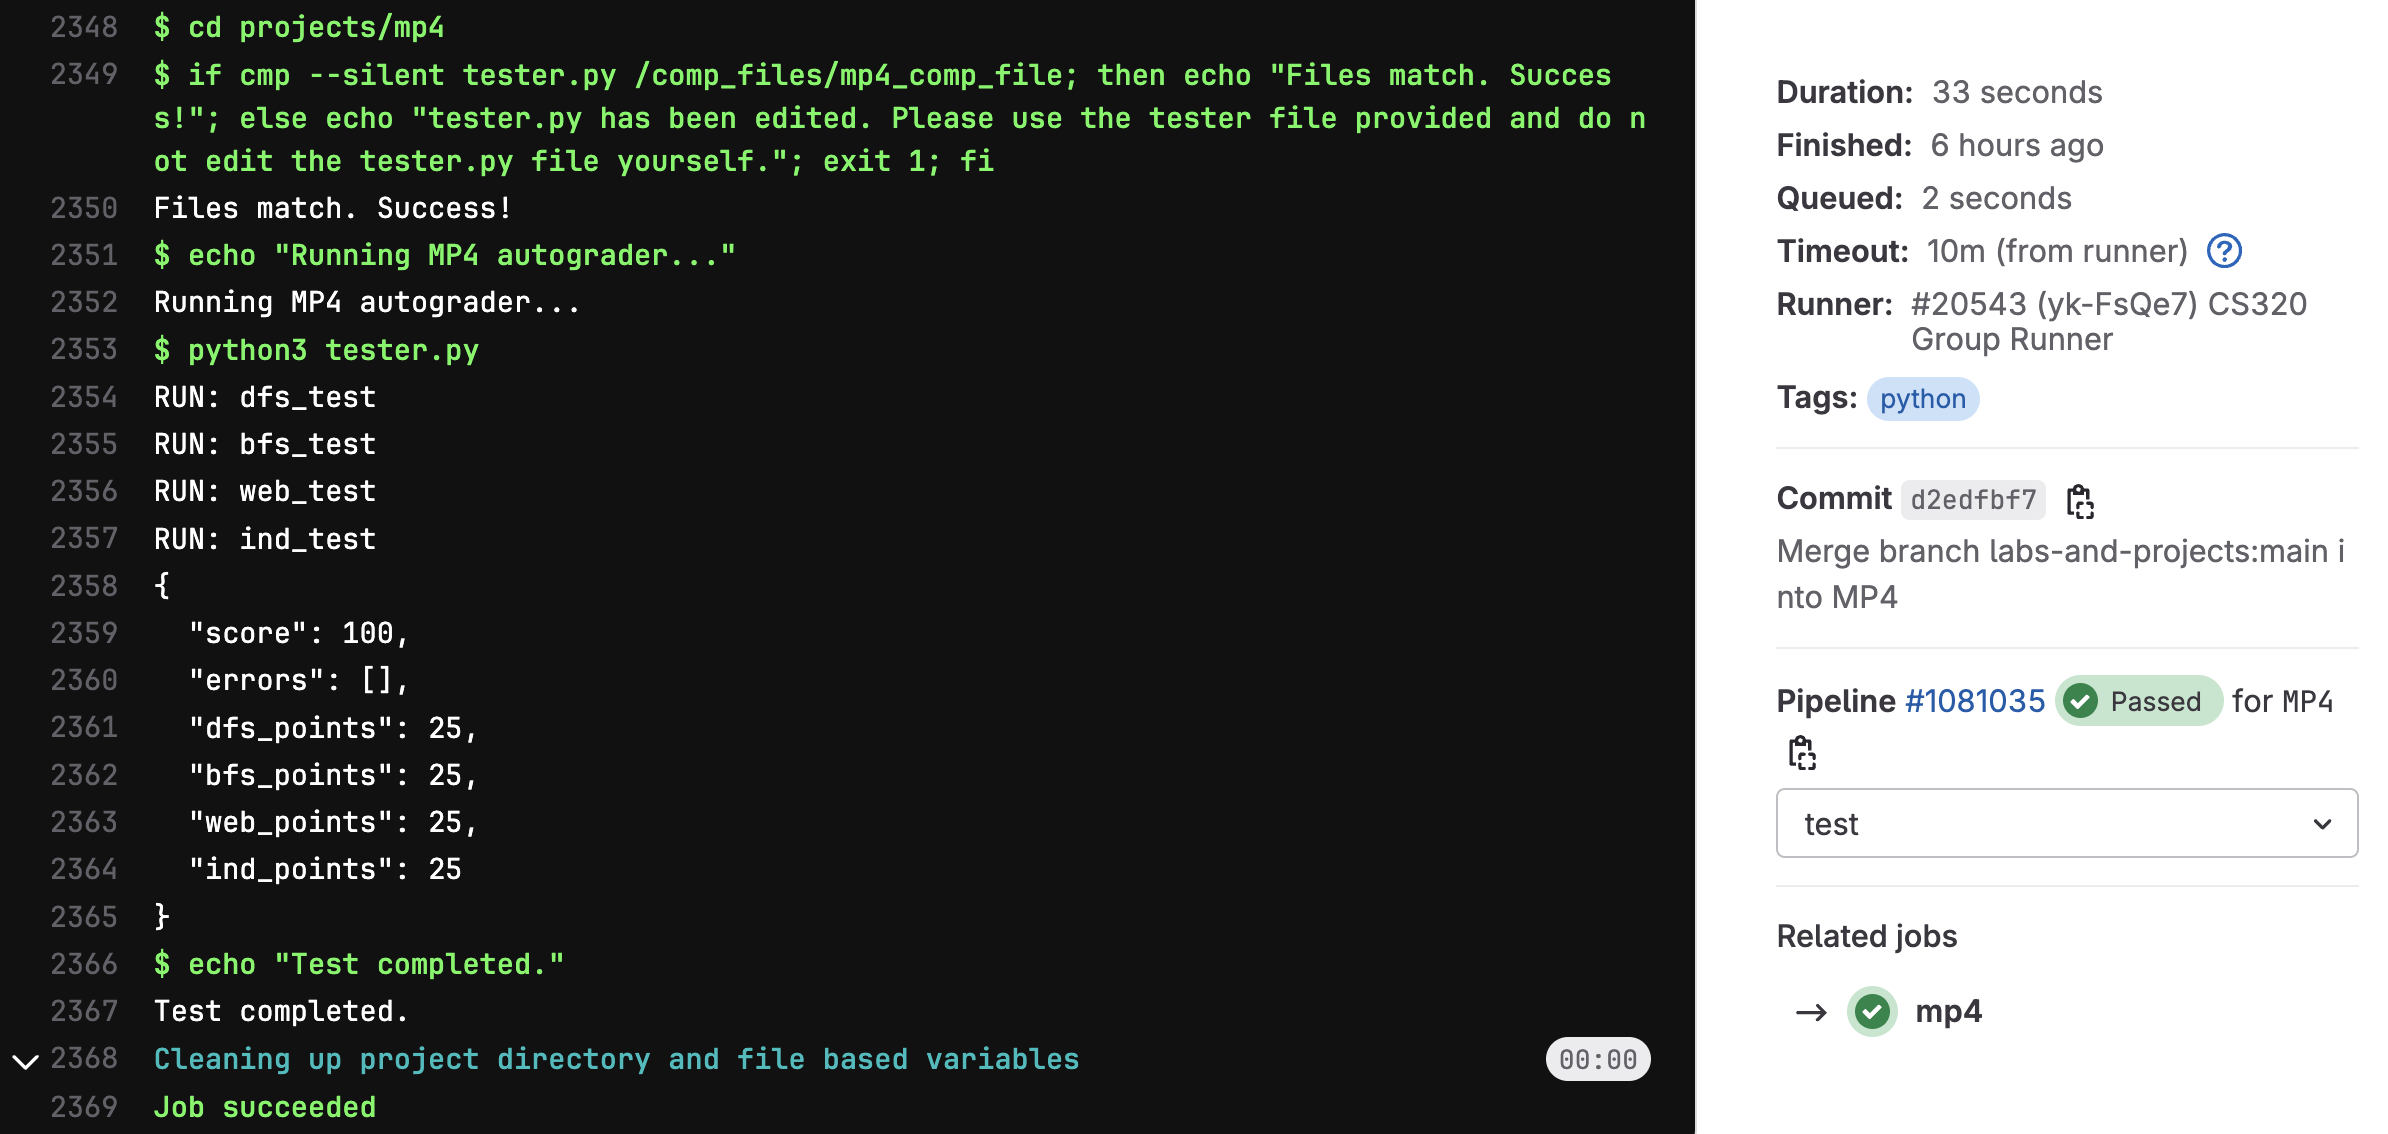 2348 $ cd projects/mp4
2349 $ if cmp --silent tester.py /comp_files/mp4_comp_file; then echo "Files match. Succes
s!"; else echo "tester.py has been edited. Please use the tester file provided and do n
ot edit the tester.py file yourself."; exit 1; fi
2350 Files match. Success!
2351 $ echo "Running MP4 autograder..."
2352 Running MP4 autograder...
2353 $ python3 tester.py
2354 RUN: dfs_test
2355 RUN: bfs_test
2356 RUN: web_test
2357 RUN: ind_test
2358 {
2359   "score": 100,
2360   "errors": [],
2361   "dfs_points": 25,
2362   "bfs_points": 25,
2363   "web_points": 25,
2364   "ind_points": 25
2365 }
2366 $ echo "Test completed."
2367 Test completed.
2368 Cleaning up project directory and file based variables 00:00
2369 Job succeeded
Duration: 33 seconds
Finished: 6 hours ago
Queued: 2 seconds
Timeout: 10m (from runner)
Runner: #20543 (yk-FsQe7) CS320
Group Runner
Tags: python
Commit d2edfbf7
Merge branch labs-and-projects:main i
nto MP4
Pipeline #1081035 Passed for MP4
test
Related jobs
→ mp4